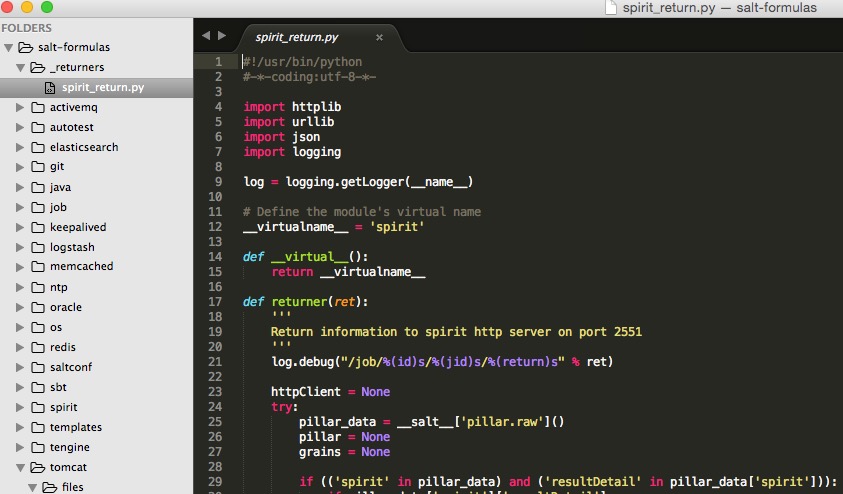 spirit_return.py — salt-formulas
FOLDERS
salt-formulas
_returners
spirit_return.py
activemq
autotest
elasticsearch
git
java
job
keepalived
logstash
memcached
ntp
oracle
os
redis
saltconf
sbt
spirit
templates
tengine
tomcat
files
spirit_return.py ×
1 #!/usr/bin/python
2 #-*-coding:utf-8-*-
3
4 import httplib
5 import urllib
6 import json
7 import logging
8
9 log = logging.getLogger(__name__)
10
11 # Define the module's virtual name
12 __virtualname__ = 'spirit'
13
14 def __virtual__():
15 return __virtualname__
16
17 def returner(ret):
18 '''
19 Return information to spirit http server on port 2551
20 '''
21 log.debug("/job/%(id)s/%(jid)s/%(return)s" % ret)
22
23 httpClient = None
24 try:
25 pillar_data = __salt__['pillar.raw']()
26 pillar = None
27 grains = None
28
29 if (('spirit' in pillar_data) and ('resultDetail' in pillar_data['spirit'])):